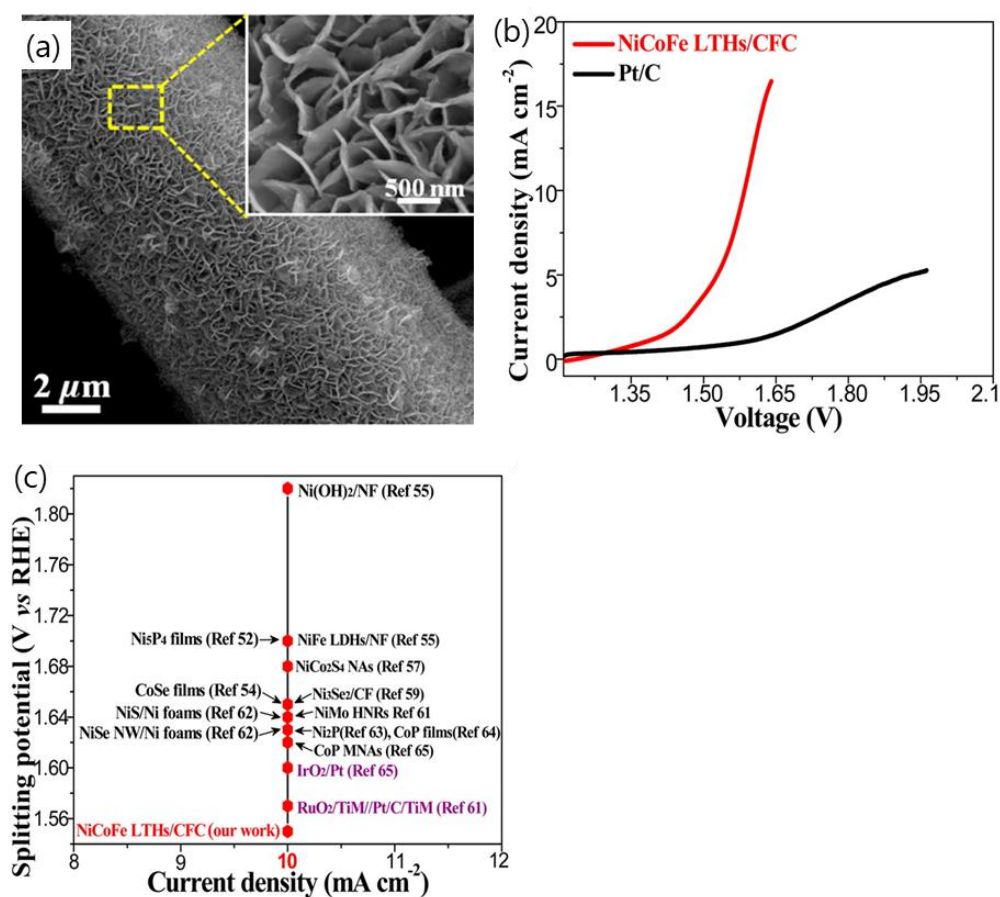 (a)
500 nm
2 µm
(b)
NiCoFe LTHs/CFC
Pt/C
Current density (mA cm⁻²)
20
15
10
5
0
1.35 1.50 1.65 1.80 1.95 2.1
Voltage (V)
(c)
Splitting potential (V vs RHE)
1.80
1.76
1.72
1.68
1.64
1.60
1.56
Ni(OH)₂/NF (Ref 55)
Ni₅P₄ films (Ref 52) NiFe LDHs/NF (Ref 55)
NiCo₂S₄ NAs (Ref 57)
CoSe films (Ref 54) Ni₃Se₂/CF (Ref 59)
NiS/Ni foams (Ref 62) NiMo HNRs Ref 61
NiSe NW/Ni foams (Ref 62) Ni₂P(Ref 63), CoP films(Ref 64)
CoP MNAs (Ref 65)
IrO₂/Pt (Ref 65)
RuO₂/TiM//Pt/C/TiM (Ref 61)
NiCoFe LTHs/CFC (our work)
8 9 10 11 12
Current density (mA cm⁻²)